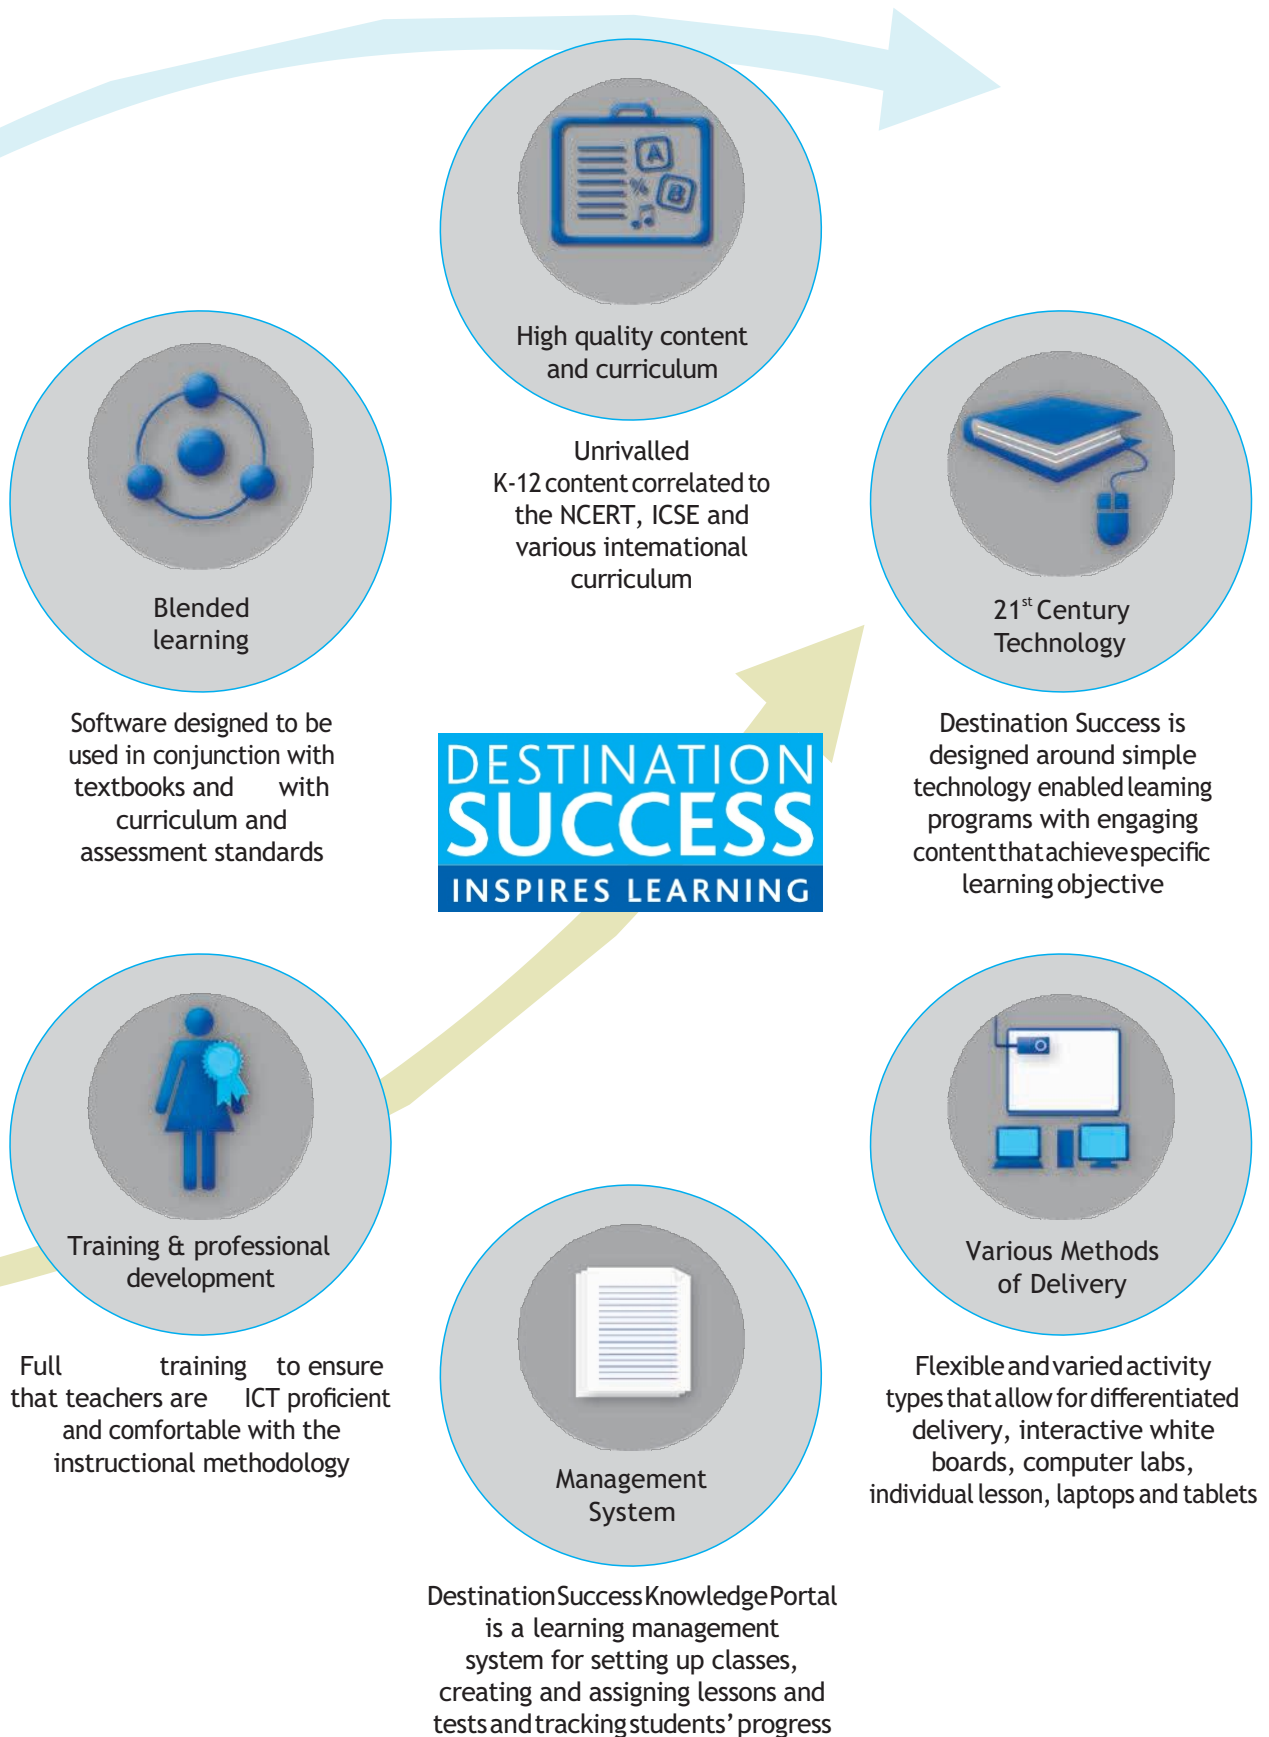 High quality content
and curriculum
Unrivalled
K-12 content correlated to
the NCERT, ICSE and
various intemational
curriculum
Blended
learning
Software designed to be
used in conjunction with
textbooks and with
curriculum and
assessment standards
21st Century
Technology
Destination Success is
designed around simple
technology enabled leaming
programs with engaging
content that achieve specific
learning objective
DESTINATION
SUCCESS
INSPIRES LEARNING
Training & professional
development
Full training to ensure
that teachers are ICT proficient
and comfortable with the
instructional methodology
Various Methods
of Delivery
Flexible and varied activity
types that allow for differentiated
delivery, interactive white
boards, computer labs,
individual lesson, laptops and tablets
Management
System
Destination Success Knowledge Portal
is a learning management
system for setting up classes,
creating and assigning lessons and
tests and tracking students' progress
A
%
B